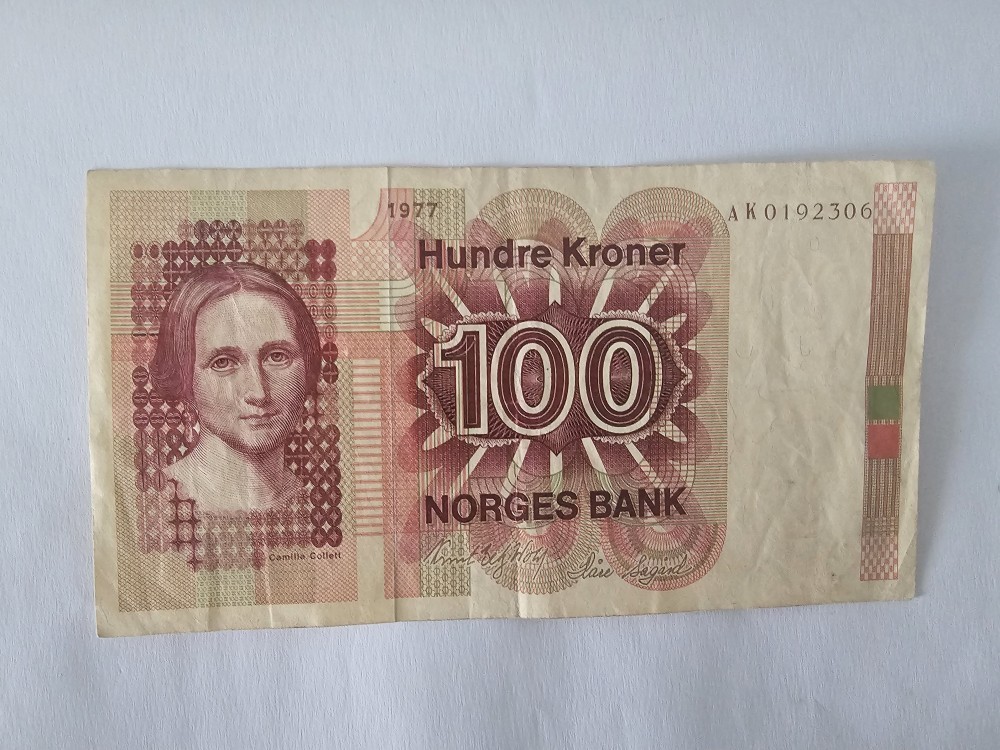 1977
AK0192306
Hundre Kroner
100
NORGES BANK
Camilla Collett